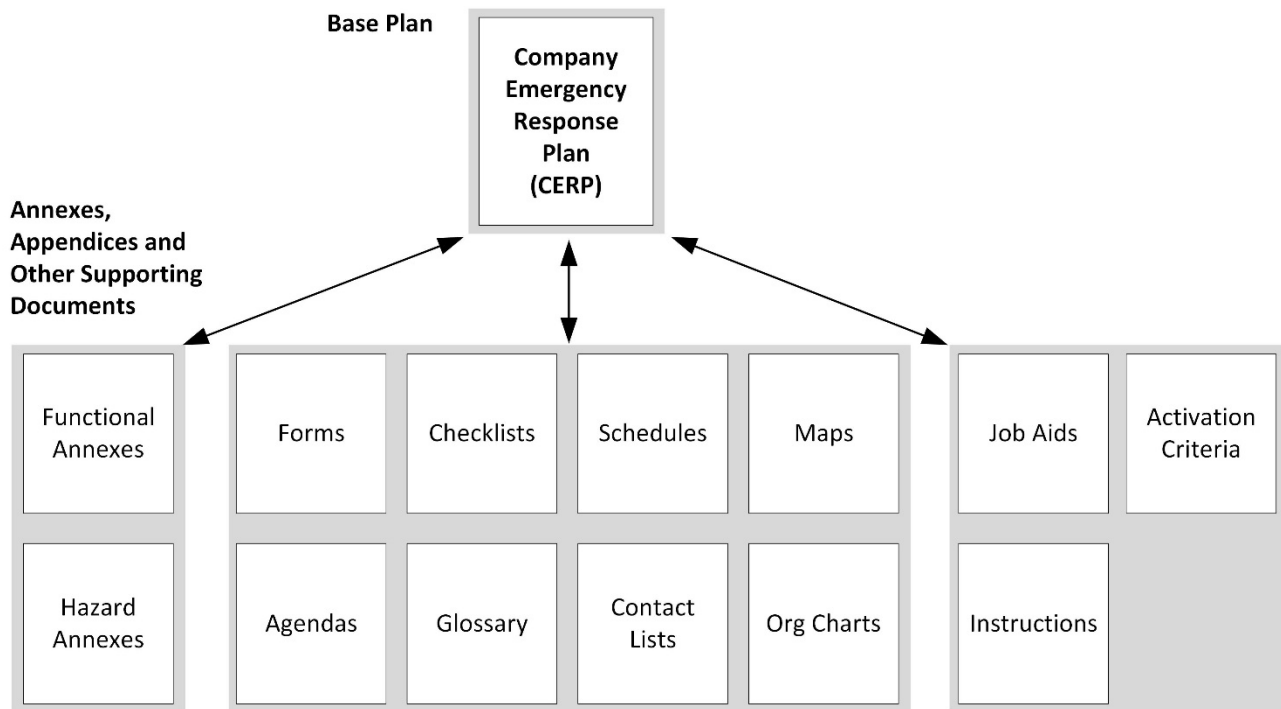 Base Plan
Company
Emergency
Response
Plan
(CERP)
Annexes,
Appendices and
Other Supporting
Documents
Functional
Annexes
Forms
Checklists
Schedules
Maps
Job Aids
Activation
Criteria
Hazard
Annexes
Agendas
Glossary
Contact
Lists
Org Charts
Instructions